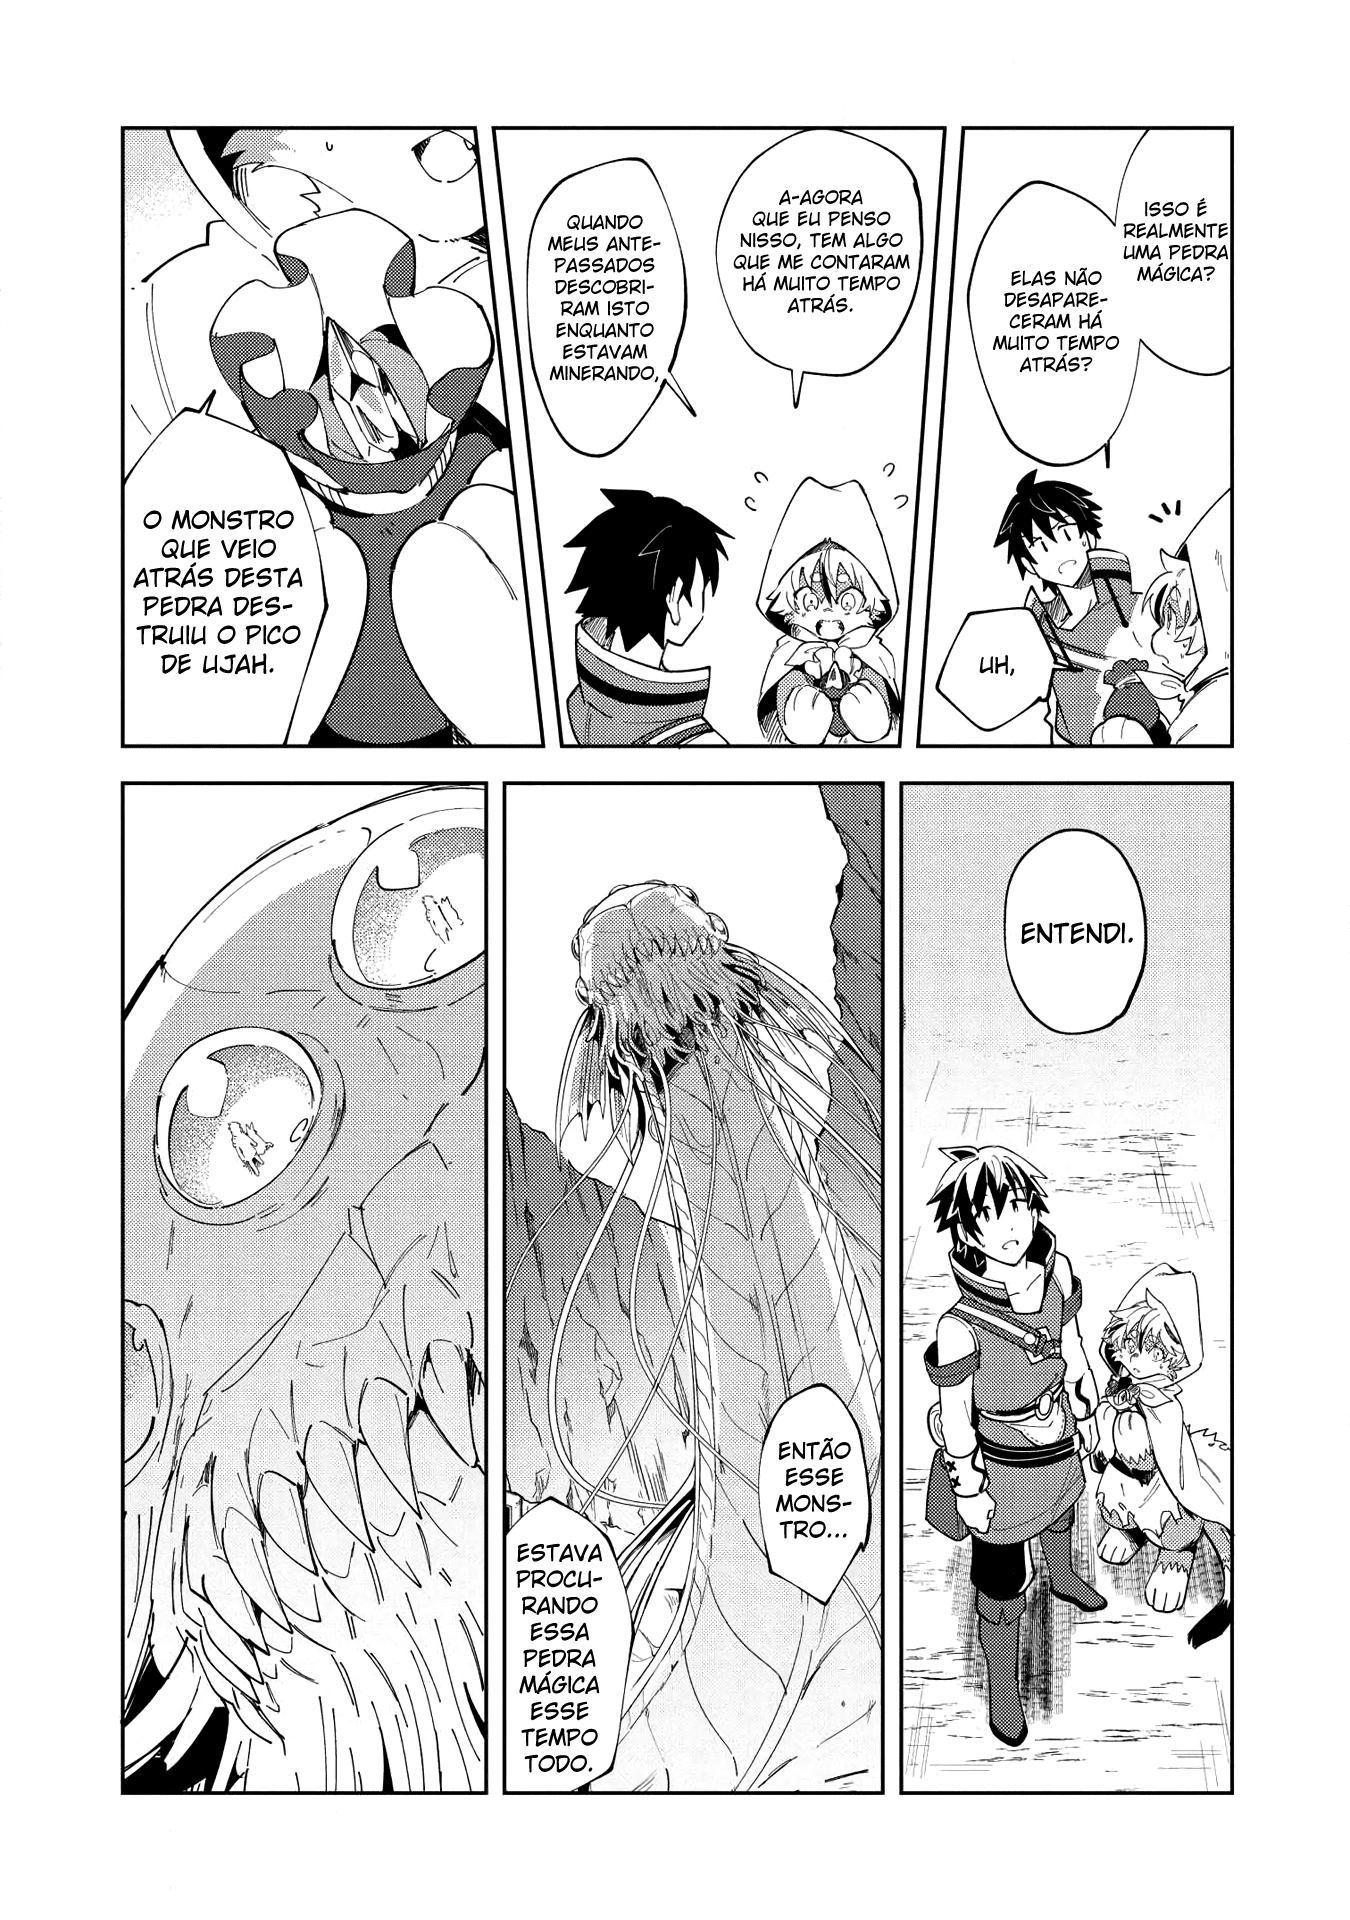 ISSO É
REALMENTE
UMA PEDRA
MÁGICA?
ELAS NÃO
DESAPARE-
CERAM HÁ
MUITO TEMPO
ATRÁS?
UH,
A-AGORA
QUE EU PENSO
NISSO, TEM ALGO
QUE ME CONTARAM
HÁ MUITO TEMPO
ATRÁS.
QUANDO
MEUS ANTE-
PASSADOS
DESCOBRI-
RAM ISTO
ENQUANTO
ESTAVAM
MINERANDO,
O MONSTRO
QUE VEIO
ATRÁS DESTA
PEDRA DES-
TRUIU O PICO
DE UJAH.
ENTENDI.
ENTÃO
ESSE
MONS-
TRO...
ESTAVA
PROCU-
RANDO
ESSA
PEDRA
MÁGICA
ESSE
TEMPO
TODO.